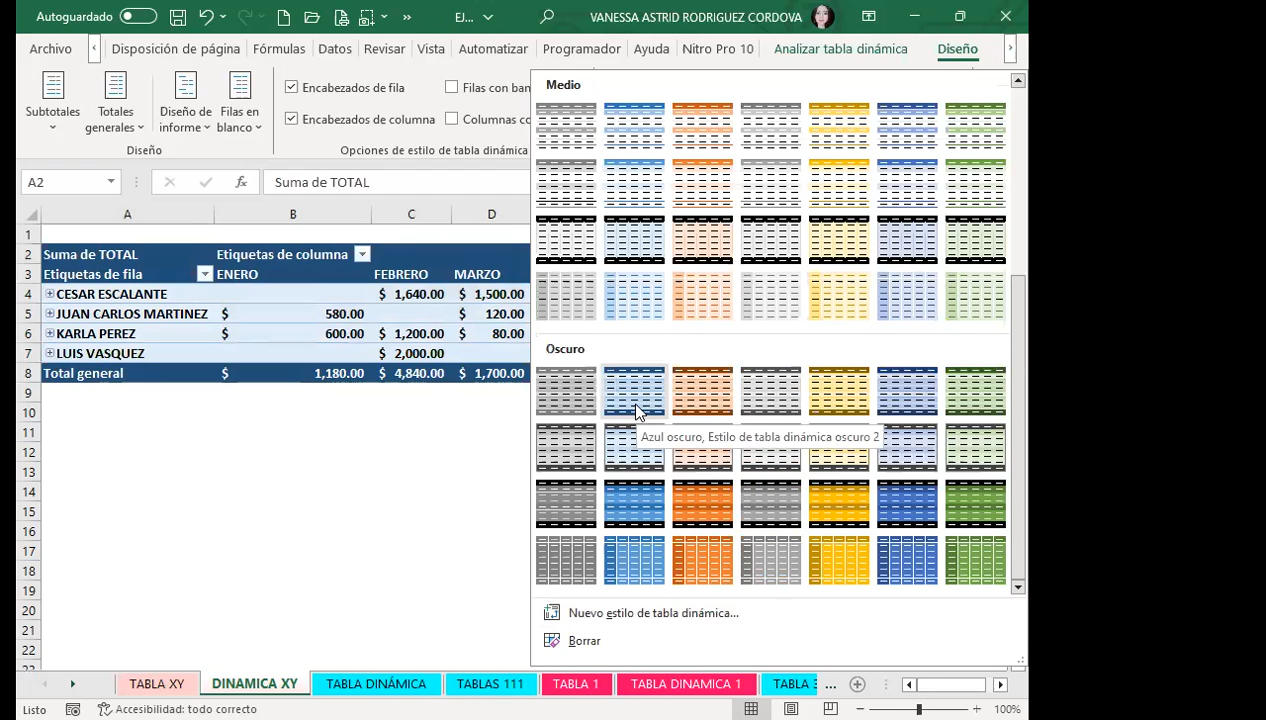 Autoguardado
EJ...
VANESSA ASTRID RODRIGUEZ CORDOVA
Archivo
Disposición de página
Fórmulas
Datos
Revisar
Vista
Automatizar
Programador
Ayuda
Nitro Pro 10
Analizar tabla dinámica
Diseño
Subtotales
Totales generales
Diseño de informe
Filas en blanco
Encabezados de fila
Encabezados de columna
Filas con ban
Columnas co
Diseño
Opciones de estilo de tabla dinámica
A2
fx
Suma de TOTAL
A B C D
1
2 Suma de TOTAL Etiquetas de columna
3 Etiquetas de fila ENERO FEBRERO MARZO
4 CESAR ESCALANTE $ 1,640.00 $ 1,500.00
5 JUAN CARLOS MARTINEZ $ 580.00 $ 120.00
6 KARLA PEREZ $ 600.00 $ 1,200.00 $ 80.00
7 LUIS VASQUEZ $ 2,000.00
8 Total general $ 1,180.00 $ 4,840.00 $ 1,700.00
9
10
11
12
13
14
15
16
17
18
19
20
21
22
23
Medio
Oscuro
Azul oscuro, Estilo de tabla dinámica oscuro 2
Nuevo estilo de tabla dinámica...
Borrar
TABLA XY
DINAMICA XY
TABLA DINÁMICA
TABLAS 111
TABLA 1
TABLA DINAMICA 1
TABLA 3
...
Listo
Accesibilidad: todo correcto
100%